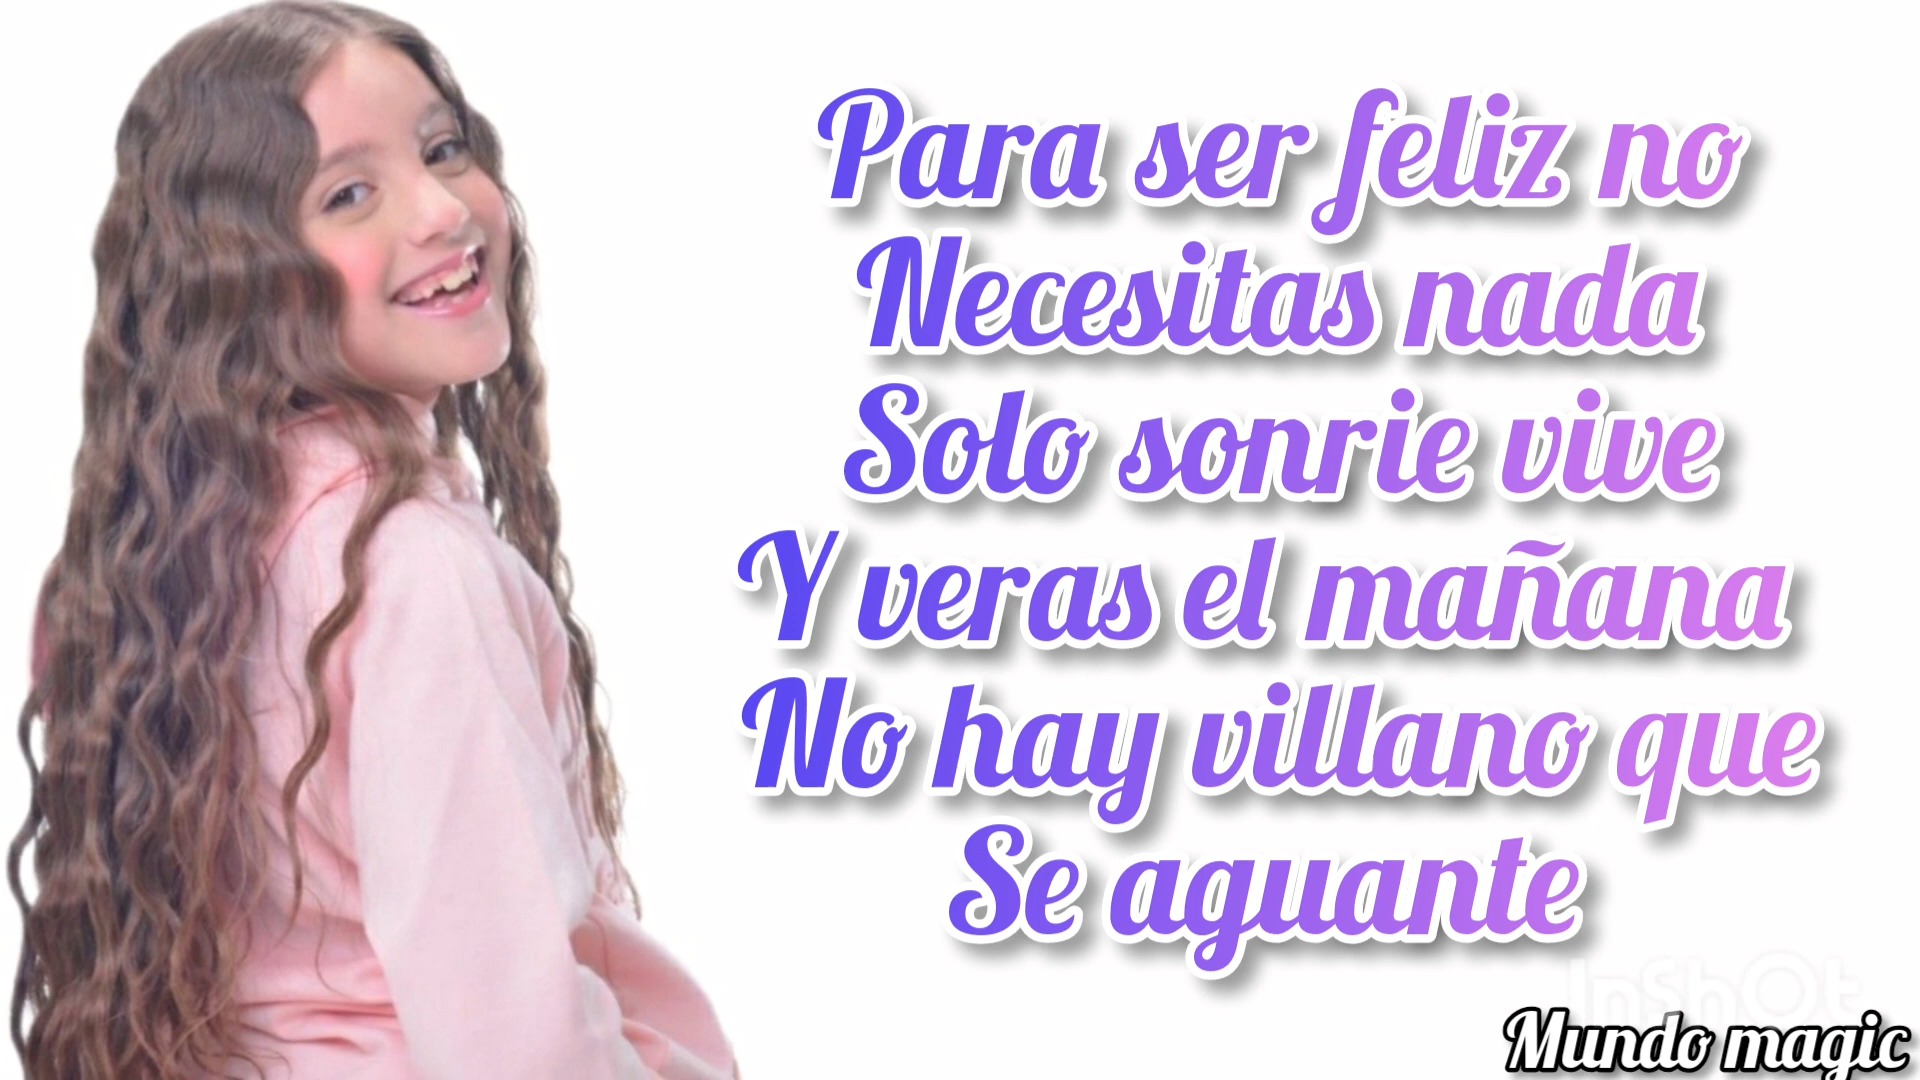 Para ser feliz no
Necesitas nada
Solo sonrie vive
Y veras el mañana
No hay villano que
Se aguante
InShOt
Mundo magic